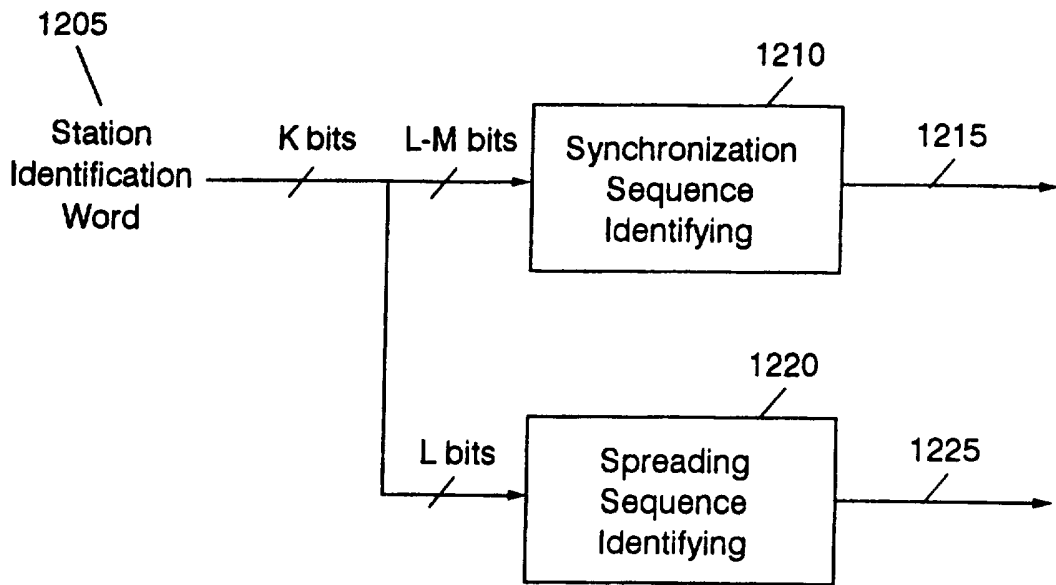 1205
Station
Identification
Word
K bits
L-M bits
1210
Synchronization
Sequence
Identifying
1215
L bits
1220
Spreading
Sequence
Identifying
1225